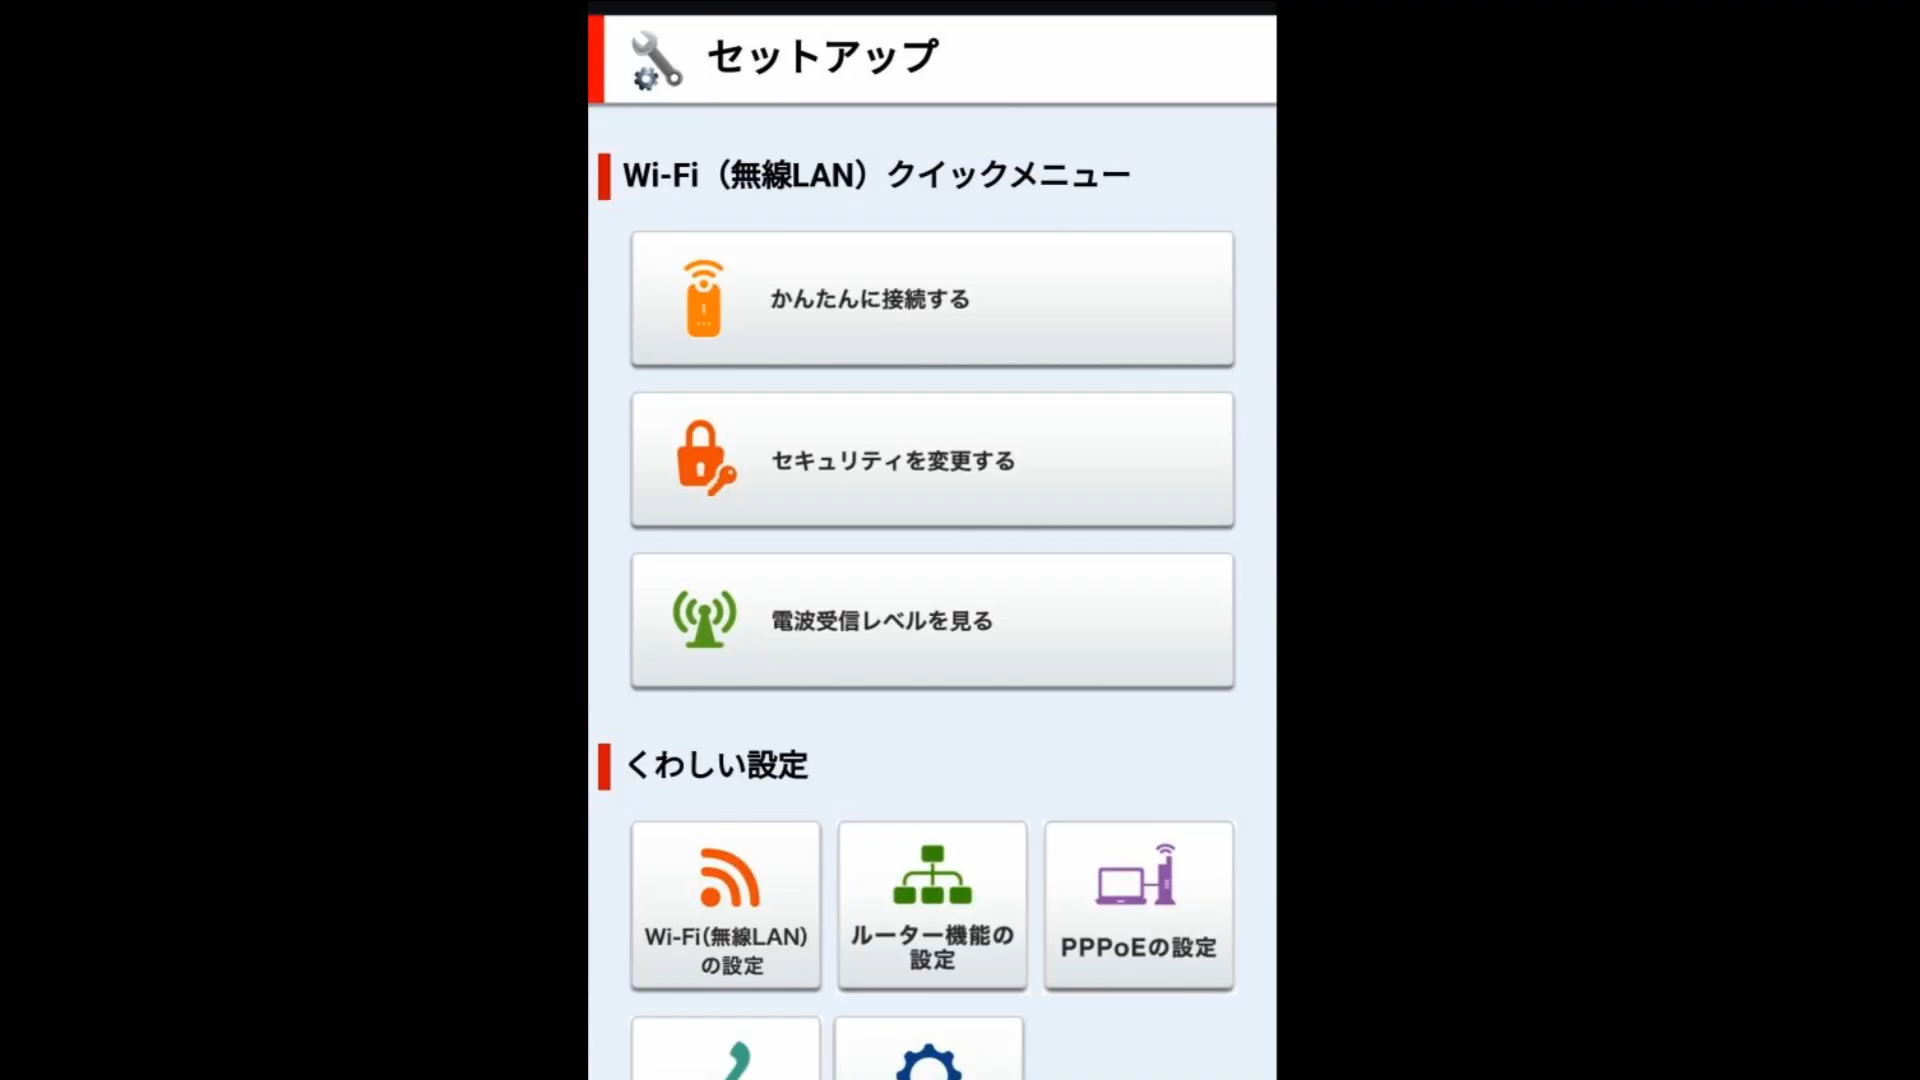 セットアップ
Wi-Fi（無線LAN）クイックメニュー
かんたんに接続する
セキュリティを変更する
電波受信レベルを見る
くわしい設定
Wi-Fi(無線LAN)
の設定
ルーター機能の
設定
PPPoEの設定